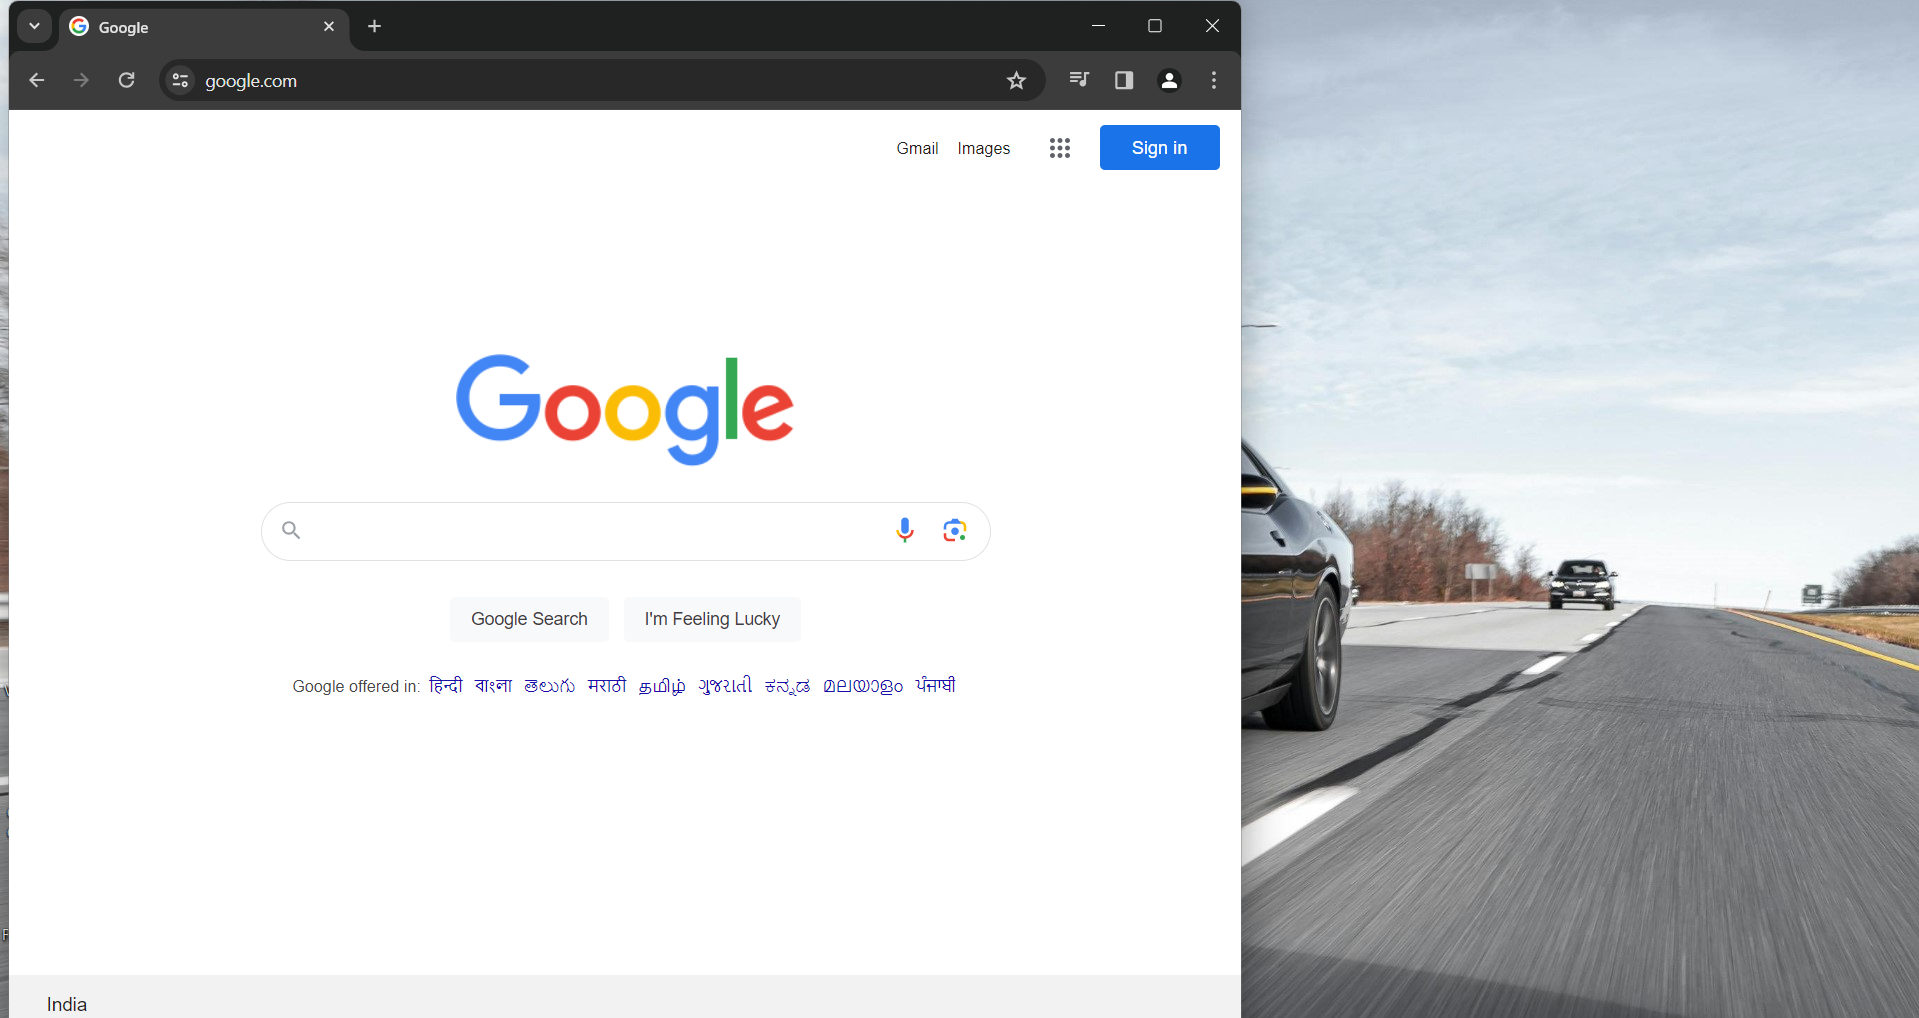 Google
google.com
Gmail Images Sign in
Google
Google Search I'm Feeling Lucky
Google offered in: हिन्दी বাংলা తెలుగు मराठी தமிழ் ગુજરાતી ಕನ್ನಡ മലയാളം ਪੰਜਾਬੀ
India